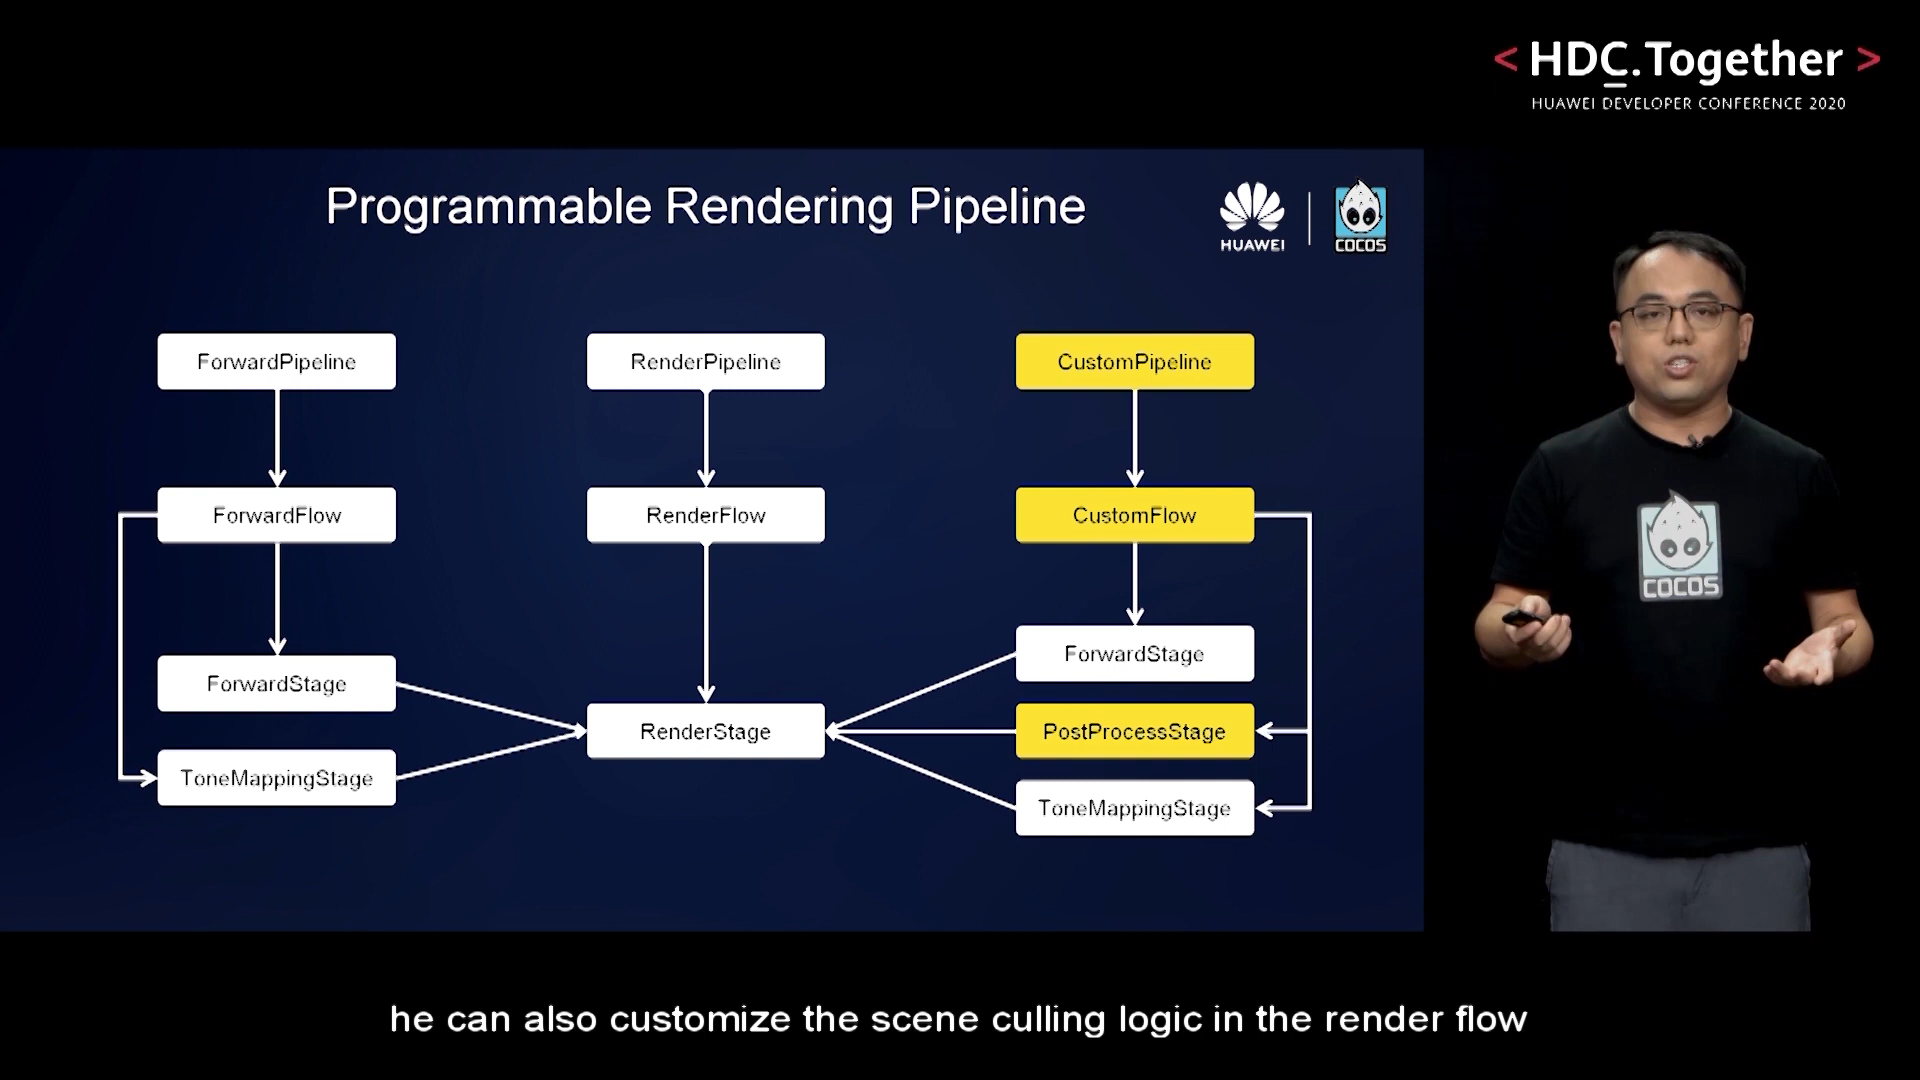 < HDC.Together >
HUAWEI DEVELOPER CONFERENCE 2020
Programmable Rendering Pipeline
HUAWEI
COCOS
ForwardPipeline
RenderPipeline
CustomPipeline
ForwardFlow
RenderFlow
CustomFlow
ForwardStage
ToneMappingStage
RenderStage
ForwardStage
PostProcessStage
ToneMappingStage
COCOS
he can also customize the scene culling logic in the render flow